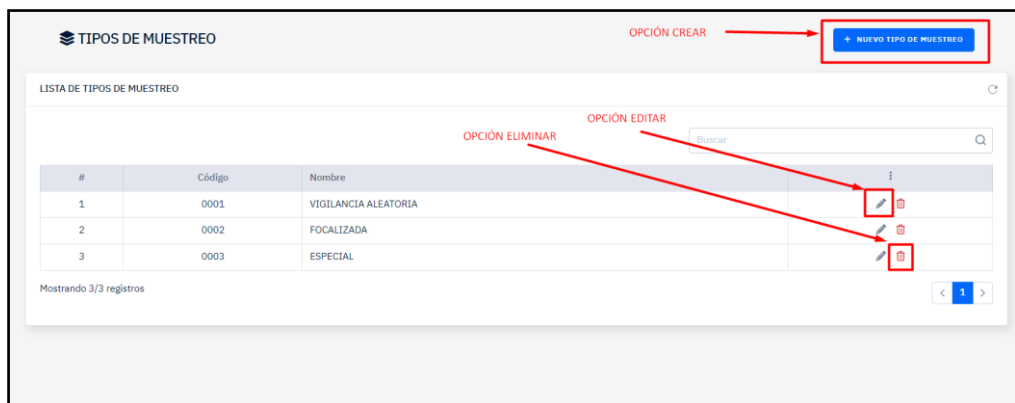 TIPOS DE MUESTREO
OPCIÓN CREAR
+ NUEVO TIPO DE MUESTREO
LISTA DE TIPOS DE MUESTREO
OPCIÓN EDITAR
OPCIÓN ELIMINAR
Buscar
# Código Nombre
1 0001 VIGILANCIA ALEATORIA
2 0002 FOCALIZADA
3 0003 ESPECIAL
Mostrando 3/3 registros
< 1 >